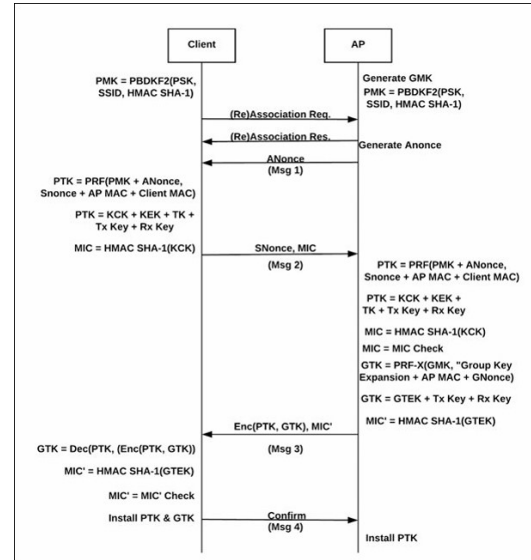 Client
AP
PMK = PBDKF2(PSK,
SSID, HMAC SHA-1)
Generate GMK
PMK = PBDKF2(PSK,
SSID, HMAC SHA-1)
(Re)Association Req.
(Re)Association Res.
Generate Anonce
ANonce
(Msg 1)
PTK = PRF(PMK + ANonce,
Snonce + AP MAC + Client MAC)
PTK = KCK + KEK + TK +
Tx Key + Rx Key
MIC = HMAC SHA-1(KCK)
SNonce, MIC
(Msg 2)
PTK = PRF(PMK + ANonce,
Snonce + AP MAC + Client MAC)
PTK = KCK + KEK +
TK + Tx Key + Rx Key
MIC = HMAC SHA-1(KCK)
MIC = MIC Check
GTK = PRF-X(GMK, "Group Key
Expansion + AP MAC + GNonce)
GTK = GTEK + Tx Key + Rx Key
MIC' = HMAC SHA-1(GTEK)
Enc(PTK, GTK), MIC'
(Msg 3)
GTK = Dec(PTK, (Enc(PTK, GTK))
MIC' = HMAC SHA-1(GTEK)
MIC' = MIC' Check
Install PTK & GTK
Confirm
(Msg 4)
Install PTK